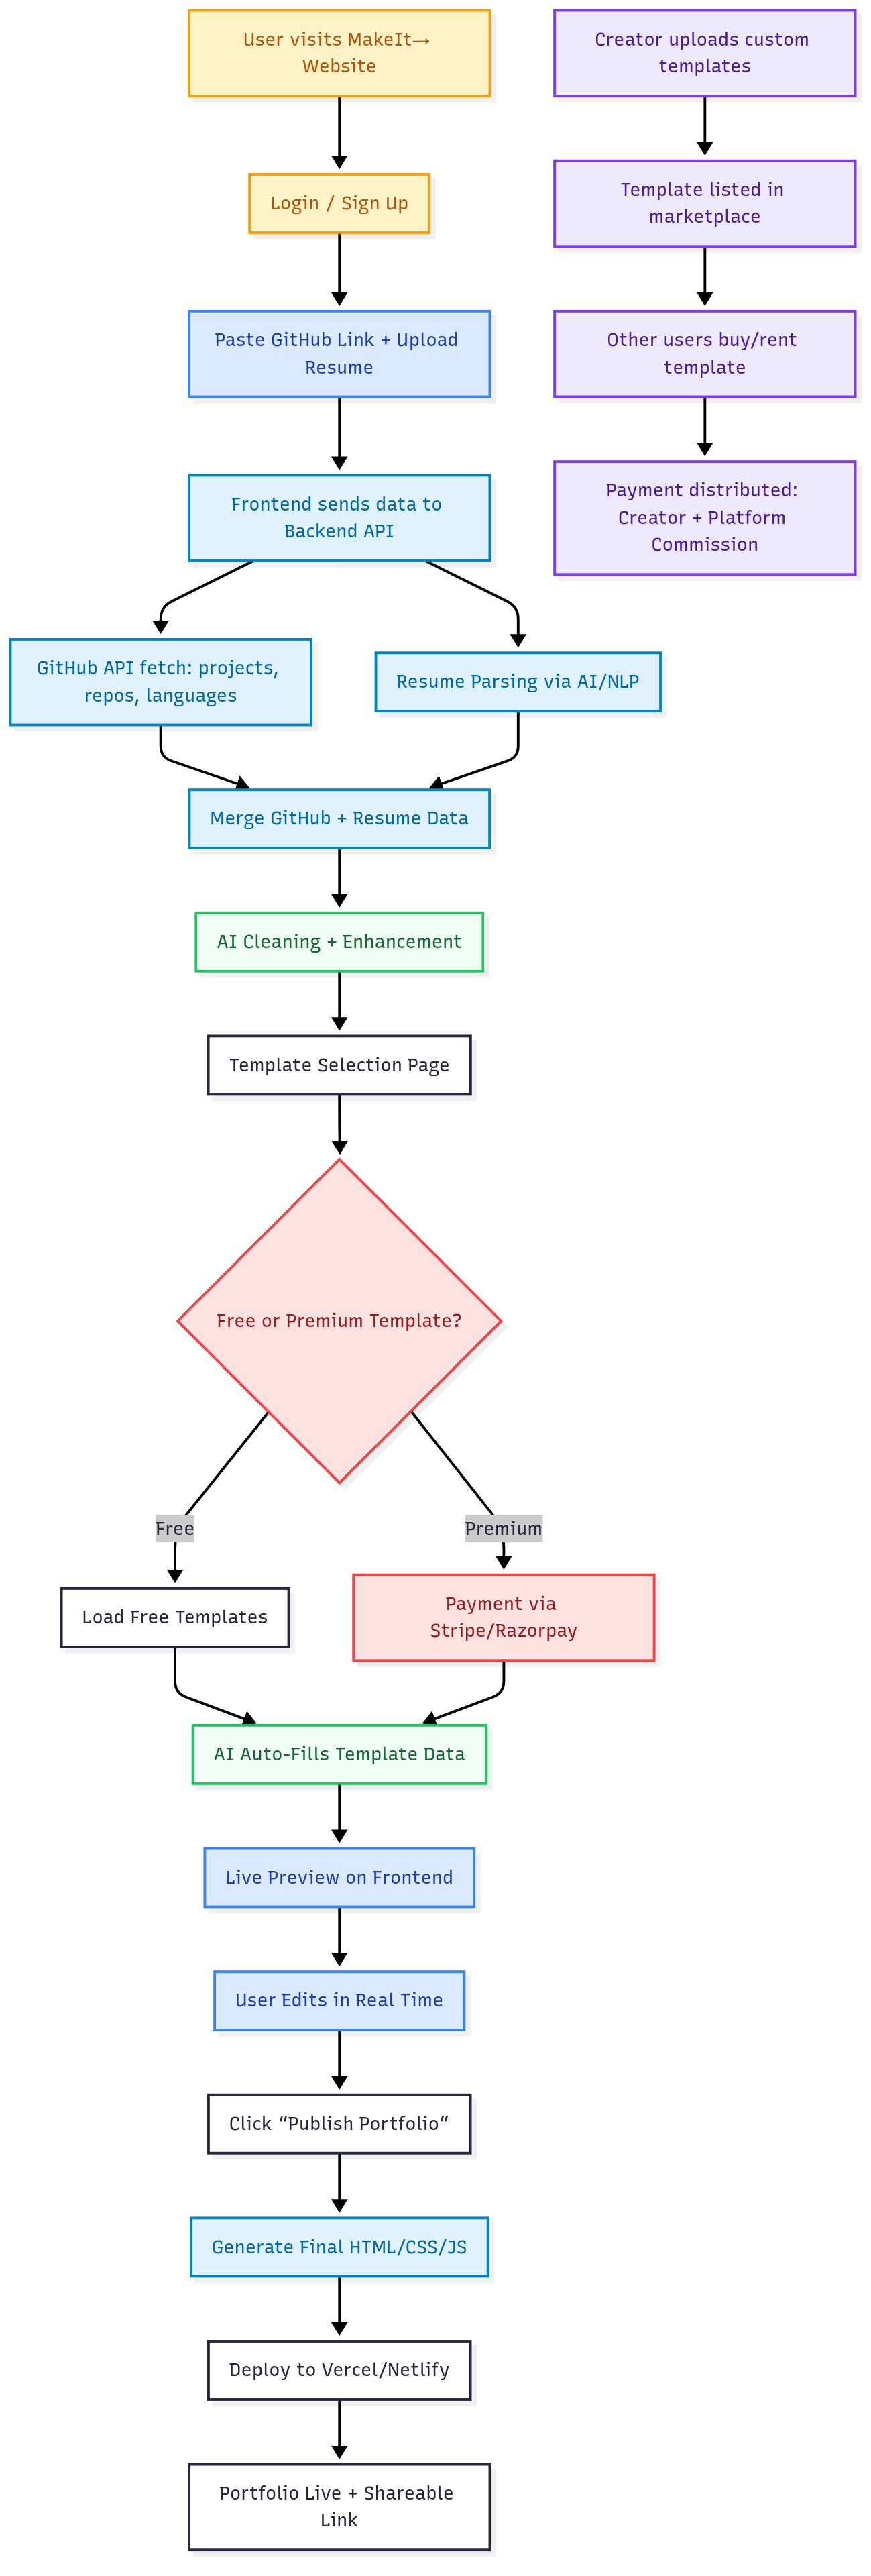 User visits MakeIt→
Website
Login / Sign Up
Paste GitHub Link + Upload
Resume
Frontend sends data to
Backend API
GitHub API fetch: projects,
repos, languages
Resume Parsing via AI/NLP
Merge GitHub + Resume Data
AI Cleaning + Enhancement
Template Selection Page
Free or Premium Template?
Free
Premium
Load Free Templates
Payment via
Stripe/Razorpay
AI Auto-Fills Template Data
Live Preview on Frontend
User Edits in Real Time
Click “Publish Portfolio”
Generate Final HTML/CSS/JS
Deploy to Vercel/Netlify
Portfolio Live + Shareable
Link
Creator uploads custom
templates
Template listed in
marketplace
Other users buy/rent
template
Payment distributed:
Creator + Platform
Commission